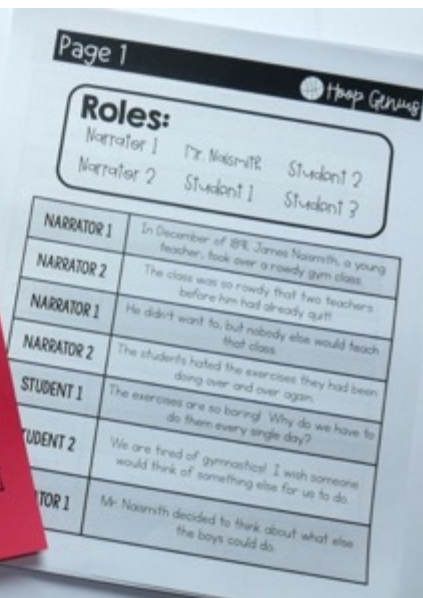 Page 1
Hoop Genius
Roles:
Narrator 1 Mr. Naismith Student 2
Narrator 2 Student 1 Student 3
NARRATOR 1
In December of 1891, James Naismith, a young
teacher, took over a rowdy gym class.
NARRATOR 2
The class was so rowdy that two teachers
before him had already quit!
NARRATOR 1
He didn't want to, but nobody else would teach
that class.
NARRATOR 2
The students hated the exercises they had been
doing over and over again.
STUDENT 1
The exercises are so boring! Why do we have to
do them every single day?
UDENT 2
We are tired of gymnastics! I wish someone
would think of something else for us to do.
TOR 1
Mr. Naismith decided to think about what else
the boys could do.